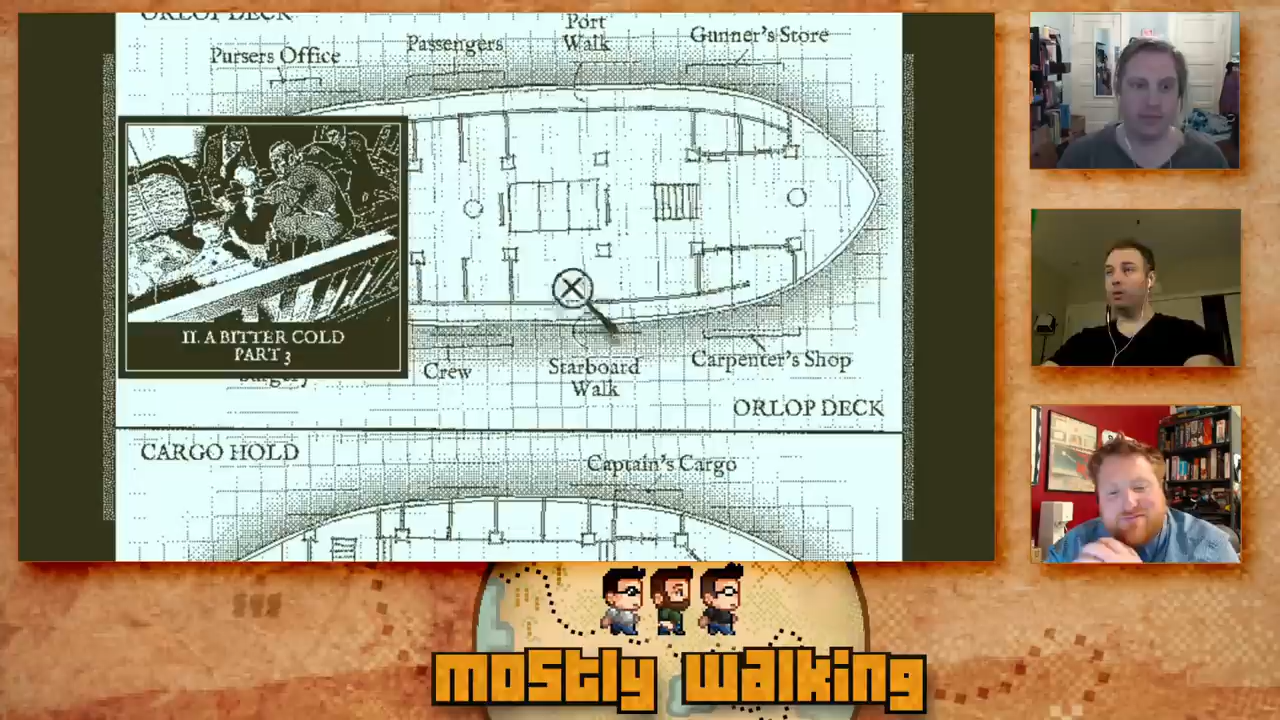 ORLOP DECK
Pursers Office
Passengers
Port
Walk
Gunner's Store
II. A BITTER COLD
PART 3
Surgery
Crew
Starboard
Walk
Carpenter's Shop
ORLOP DECK
CARGO HOLD
Captain's Cargo
mostly walking